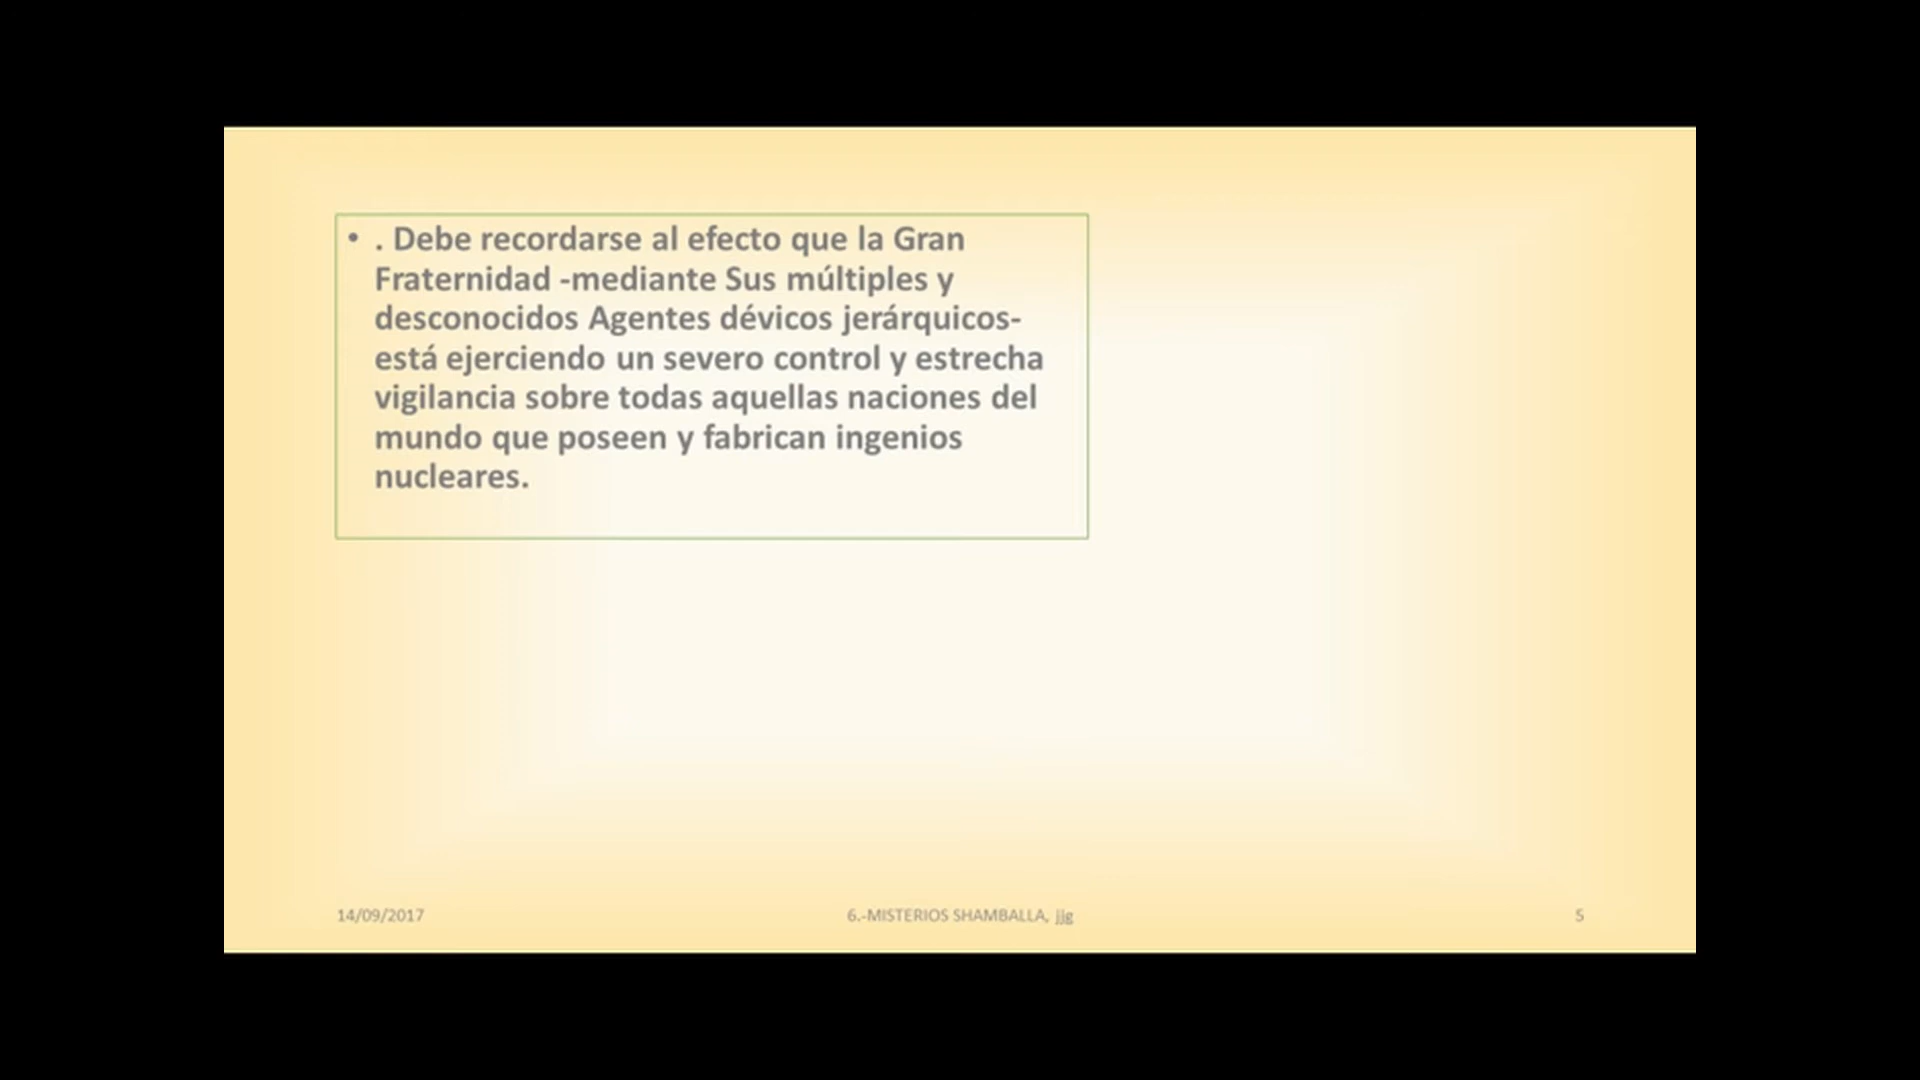 • . Debe recordarse al efecto que la Gran
Fraternidad -mediante Sus múltiples y
desconocidos Agentes dévicos jerárquicos-
está ejerciendo un severo control y estrecha
vigilancia sobre todas aquellas naciones del
mundo que poseen y fabrican ingenios
nucleares.
14/09/2017
6.-MISTERIOS SHAMBALLA, jjg
5